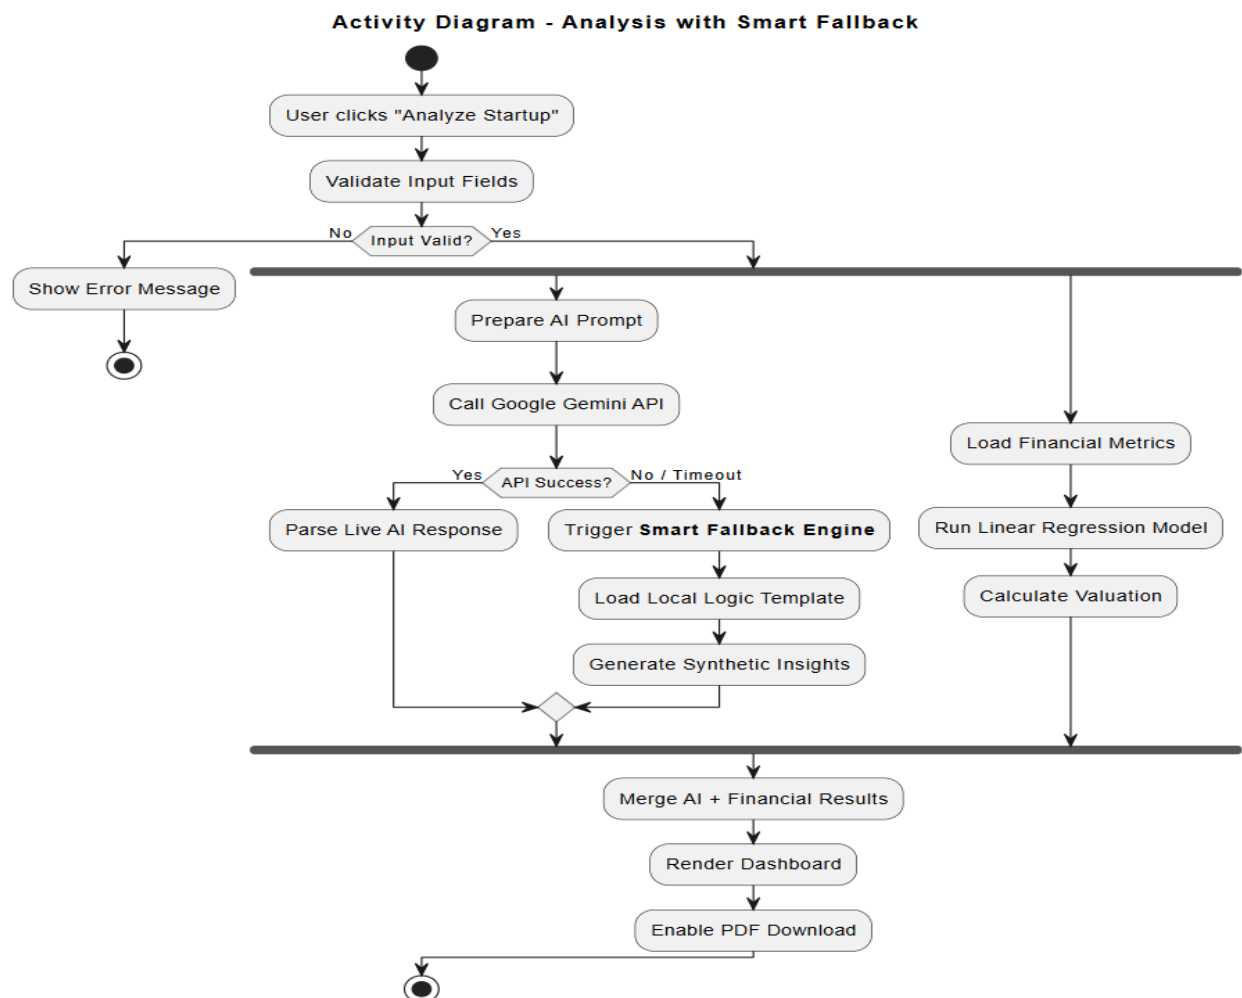 Activity Diagram - Analysis with Smart Fallback
User clicks "Analyze Startup"
Validate Input Fields
No
Input Valid?
Yes
Show Error Message
Prepare AI Prompt
Call Google Gemini API
Load Financial Metrics
Yes
API Success?
No / Timeout
Parse Live AI Response
Trigger Smart Fallback Engine
Run Linear Regression Model
Load Local Logic Template
Calculate Valuation
Generate Synthetic Insights
Merge AI + Financial Results
Render Dashboard
Enable PDF Download